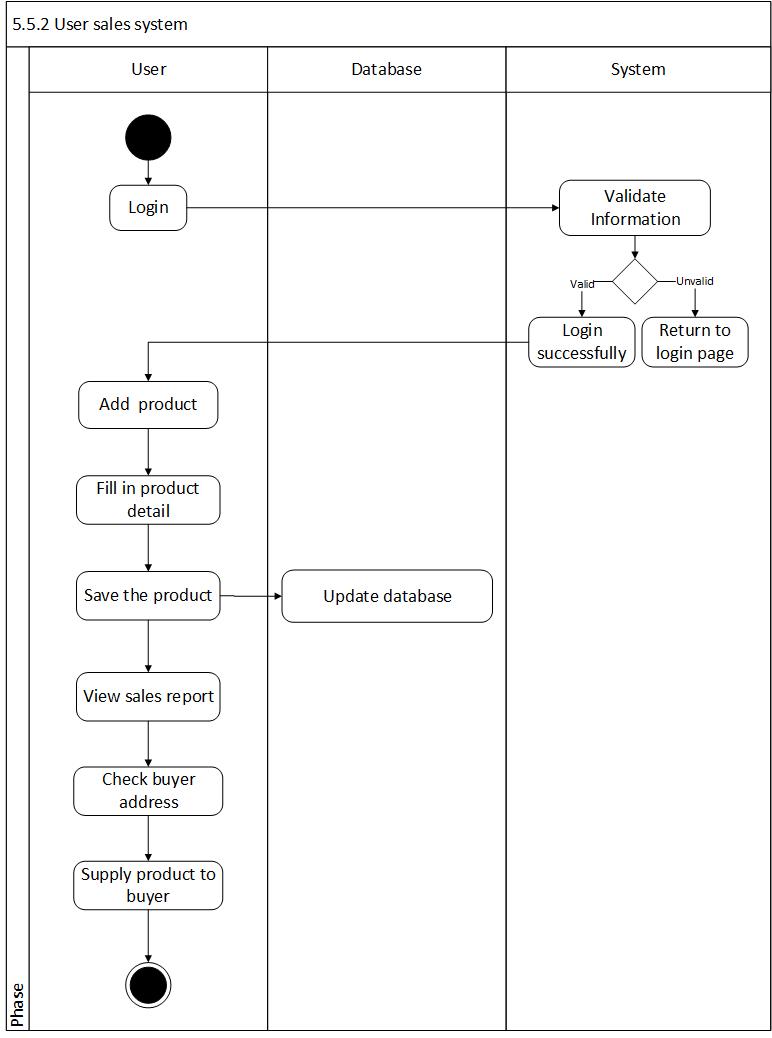 5.5.2 User sales system
User
Database
System
Login
Validate
Information
Valid
Unvalid
Login
successfully
Return to
login page
Add  product
Fill in product
detail
Save the product
Update database
View sales report
Check buyer
address
Supply product to
buyer
Phase